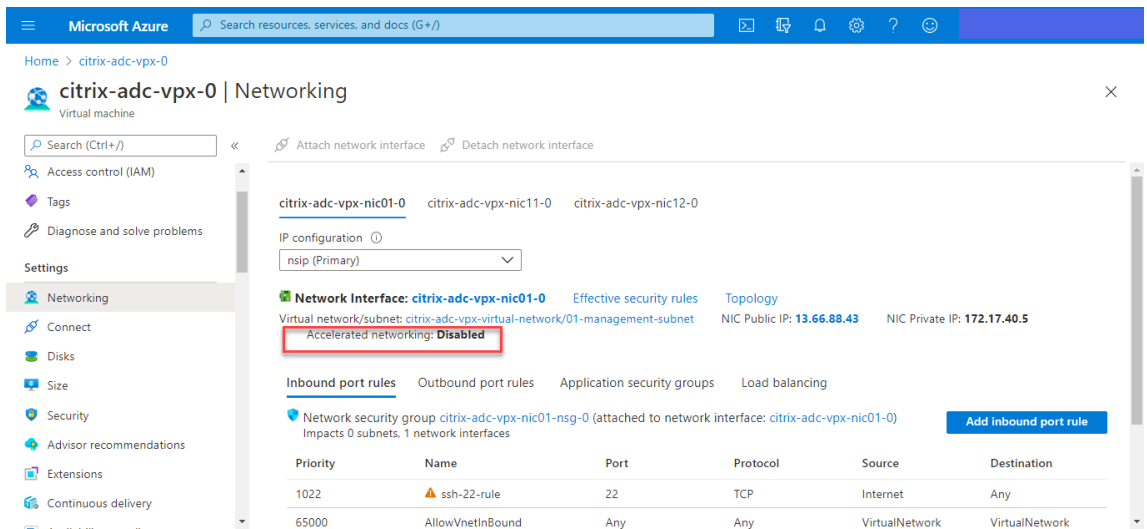 Microsoft Azure
Search resources, services, and docs (G+/)
Home > citrix-adc-vpx-0
citrix-adc-vpx-0 | Networking
Virtual machine
Search (Ctrl+/)
Attach network interface Detach network interface
Access control (IAM)
Tags
Diagnose and solve problems
Settings
Networking
Connect
Disks
Size
Security
Advisor recommendations
Extensions
Continuous delivery
citrix-adc-vpx-nic01-0 citrix-adc-vpx-nic11-0 citrix-adc-vpx-nic12-0
IP configuration
nsip (Primary)
Network Interface: citrix-adc-vpx-nic01-0 Effective security rules Topology
Virtual network/subnet: citrix-adc-vpx-virtual-network/01-management-subnet NIC Public IP: 13.66.88.43 NIC Private IP: 172.17.40.5
Accelerated networking: Disabled
Inbound port rules Outbound port rules Application security groups Load balancing
Network security group citrix-adc-vpx-nic01-nsg-0 (attached to network interface: citrix-adc-vpx-nic01-0)
Impacts 0 subnets, 1 network interfaces
Add inbound port rule
Priority Name Port Protocol Source Destination
1022 ssh-22-rule 22 TCP Internet Any
65000 AllowVnetInBound Any Any VirtualNetwork VirtualNetwork